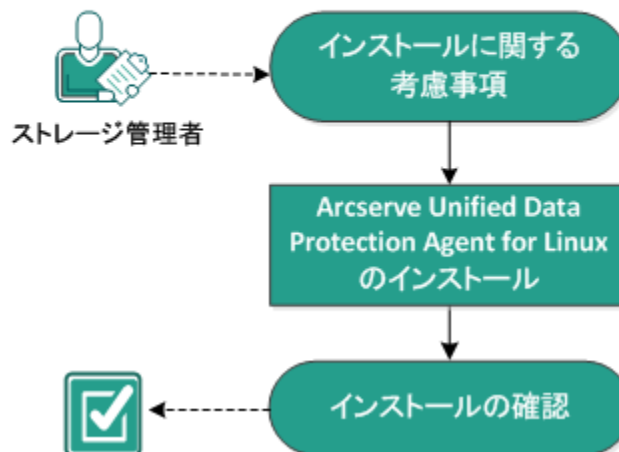 ストレージ管理者
インストールに関する
考慮事項
Arcserve Unified Data
Protection Agent for Linux
のインストール
インストールの確認